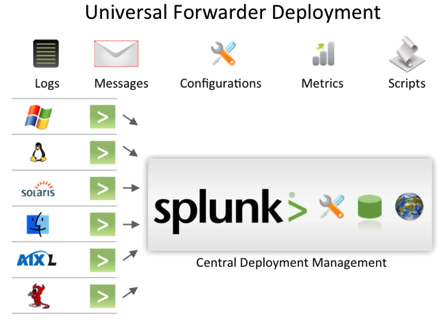 Universal Forwarder Deployment
Logs
Messages
Configurations
Metrics
Scripts
>
>
solaris
>
>
AIX L
>
>
splunk>
Central Deployment Management